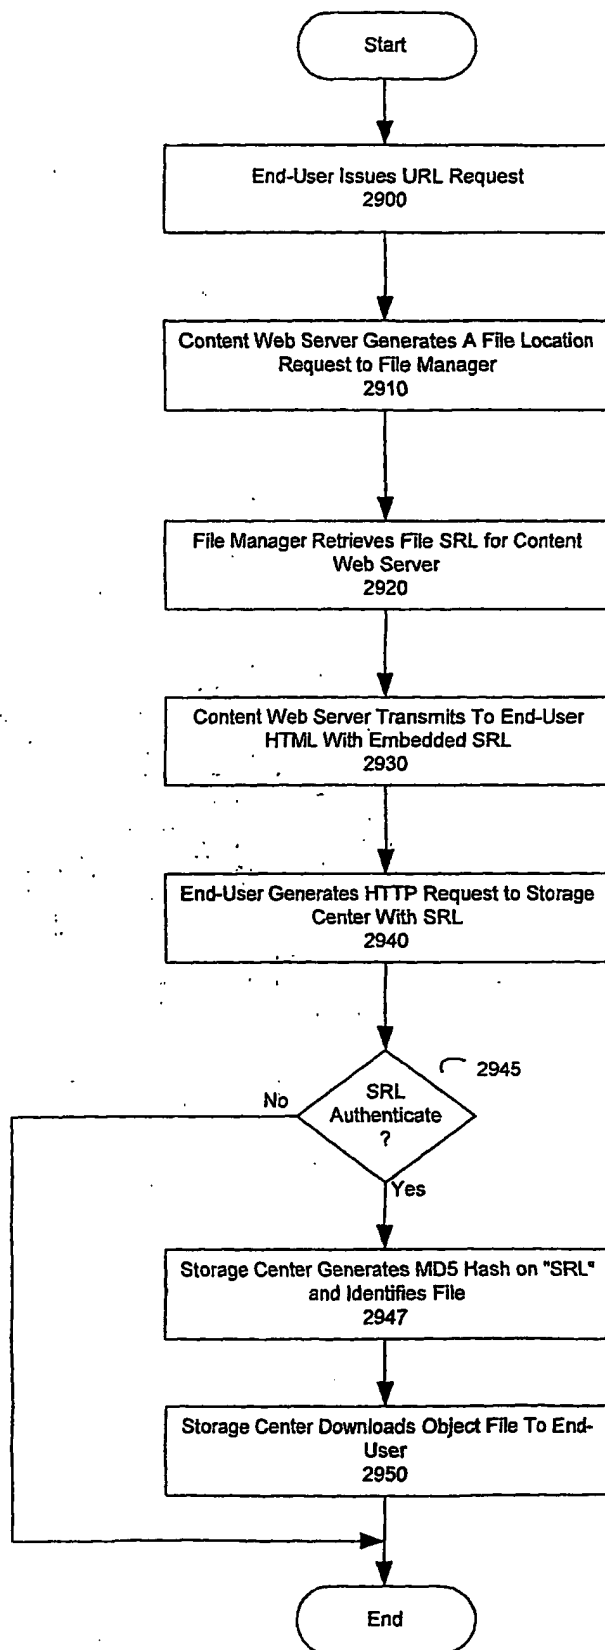 Start
End-User Issues URL Request
2900
Content Web Server Generates A File Location
Request to File Manager
2910
File Manager Retrieves File SRL for Content
Web Server
2920
Content Web Server Transmits To End-User
HTML With Embedded SRL
2930
End-User Generates HTTP Request to Storage
Center With SRL
2940
2945
No
SRL
Authenticate
?
Yes
Storage Center Generates MD5 Hash on "SRL"
and Identifies File
2947
Storage Center Downloads Object File To End-
User
2950
End